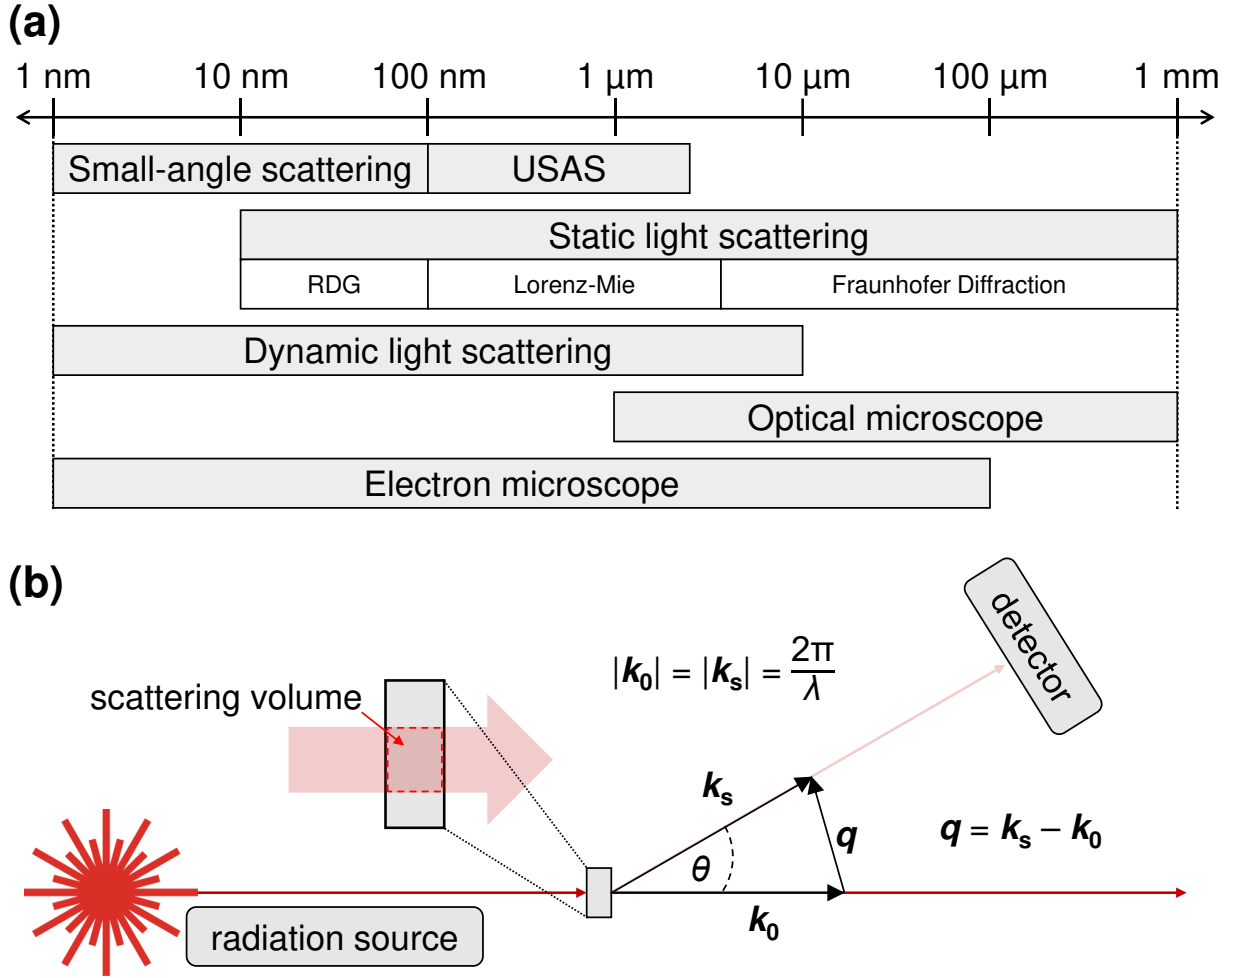 (a)
1 nm 10 nm 100 nm 1 μm 10 μm 100 μm 1 mm
Small-angle scattering USAS
Static light scattering
RDG Lorenz-Mie Fraunhofer Diffraction
Dynamic light scattering
Optical microscope
Electron microscope
(b)
detector
|k₀| = |kₛ| = 2π/λ
scattering volume
kₛ
q
q = kₛ − k₀
θ
k₀
radiation source